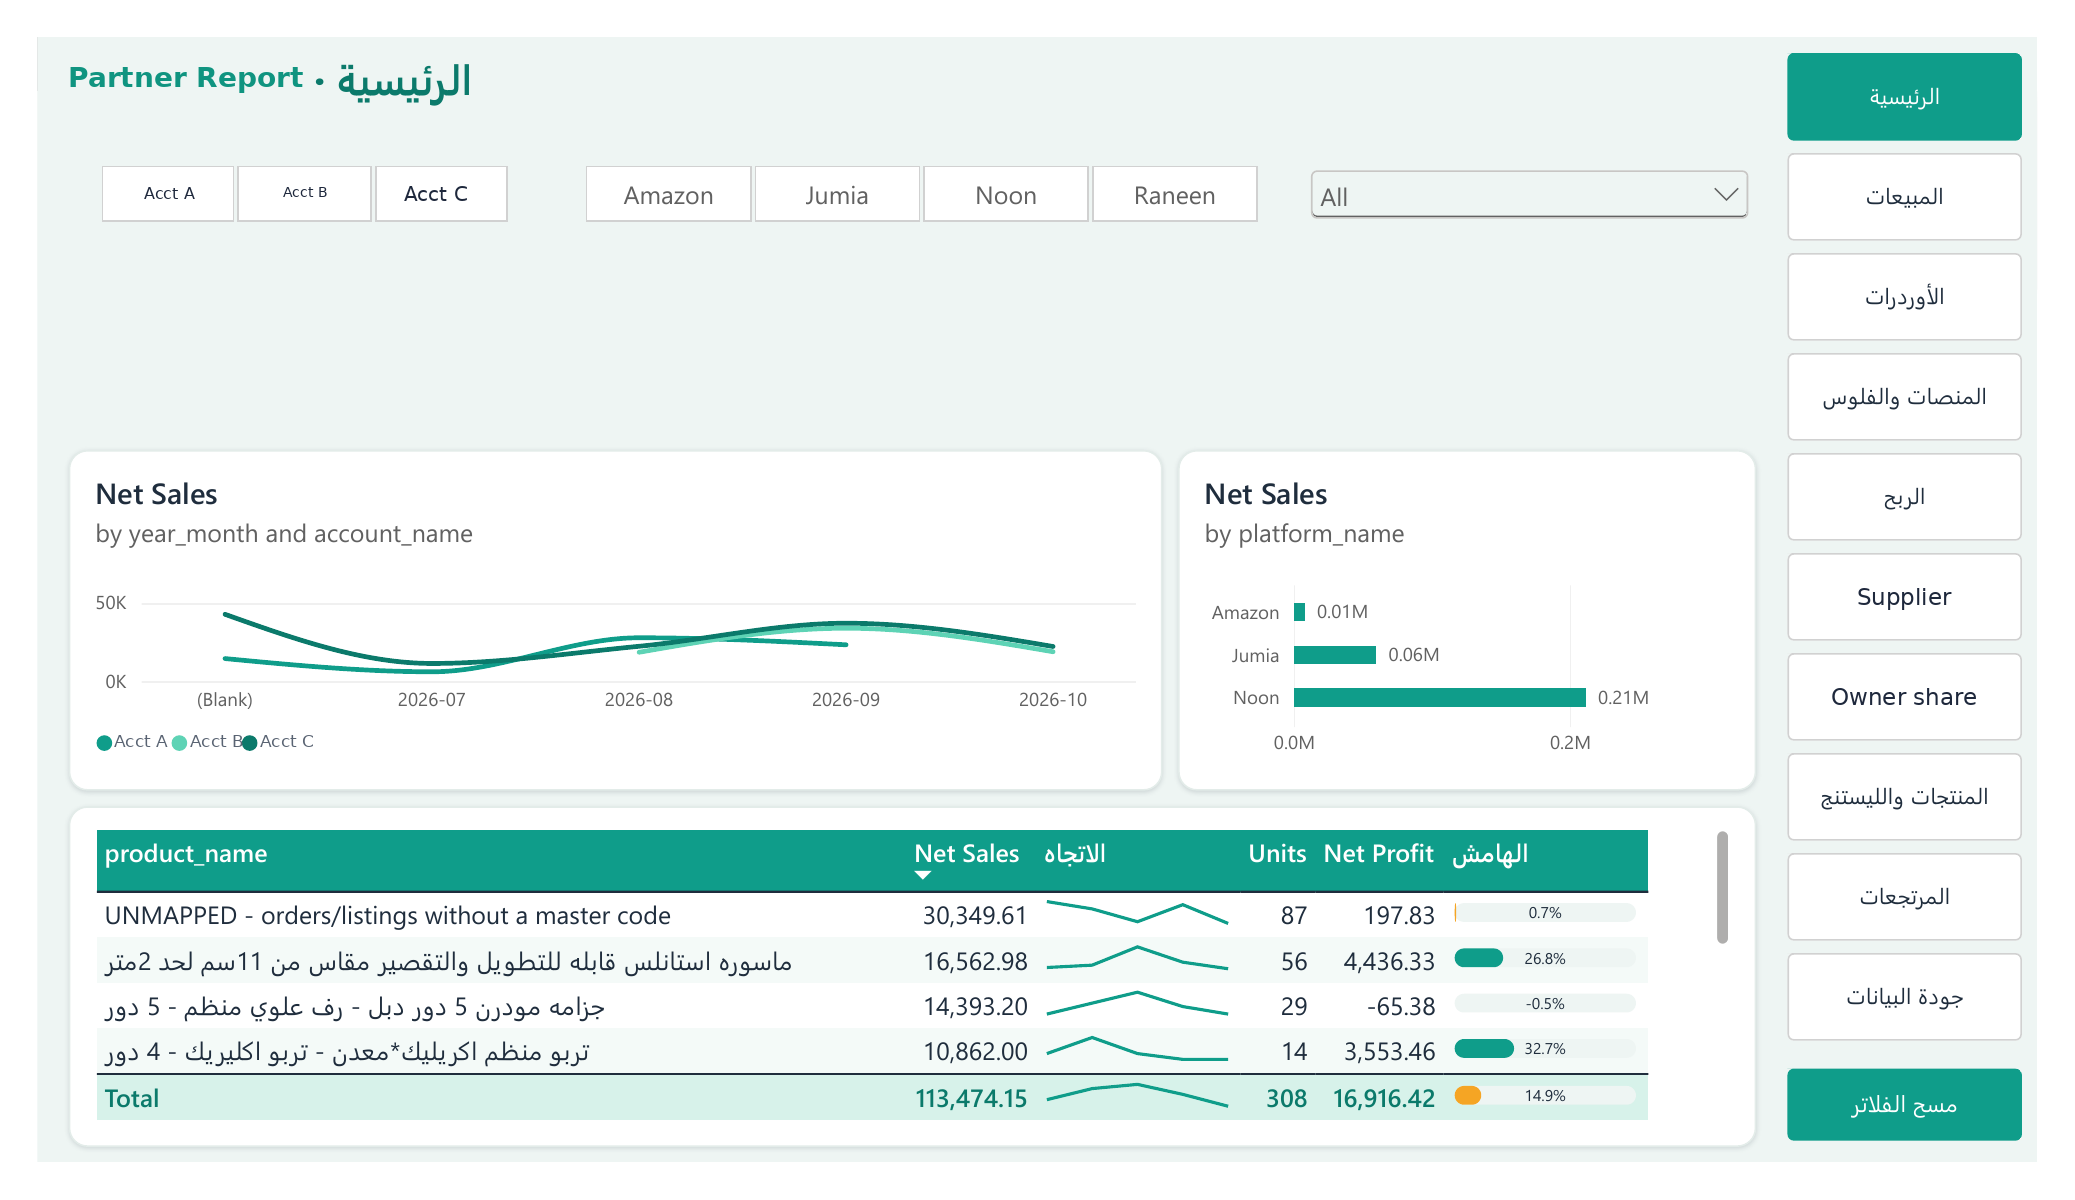 Partner Report • الرئيسية
Acct A
Acct B
Acct C
Amazon
Jumia
Noon
Raneen
All
الرئيسية
المبيعات
الأوردرات
المنصات والفلوس
الربح
Supplier
Owner share
المنتجات والليستنج
المرتجعات
جودة البيانات
مسح الفلاتر
Net Sales
by year_month and account_name
50K
0K
(Blank)
2026-07
2026-08
2026-09
2026-10
Acct A
Acct B
Acct C
Net Sales
by platform_name
Amazon 0.01M
Jumia 0.06M
Noon 0.21M
0.0M
0.2M
product_name Net Sales الاتجاه Units Net Profit الهامش
UNMAPPED - orders/listings without a master code 30,349.61 87 197.83 0.7%
ماسوره استانلس قابله للتطويل والتقصير مقاس من 11سم لحد 2متر 16,562.98 56 4,436.33 26.8%
جزامه مودرن 5 دور دبل - رف علوي منظم - 5 دور 14,393.20 29 -65.38 -0.5%
تربو منظم اكريليك*معدن - تربو اكليريك - 4 دور 10,862.00 14 3,553.46 32.7%
Total 113,474.15 308 16,916.42 14.9%